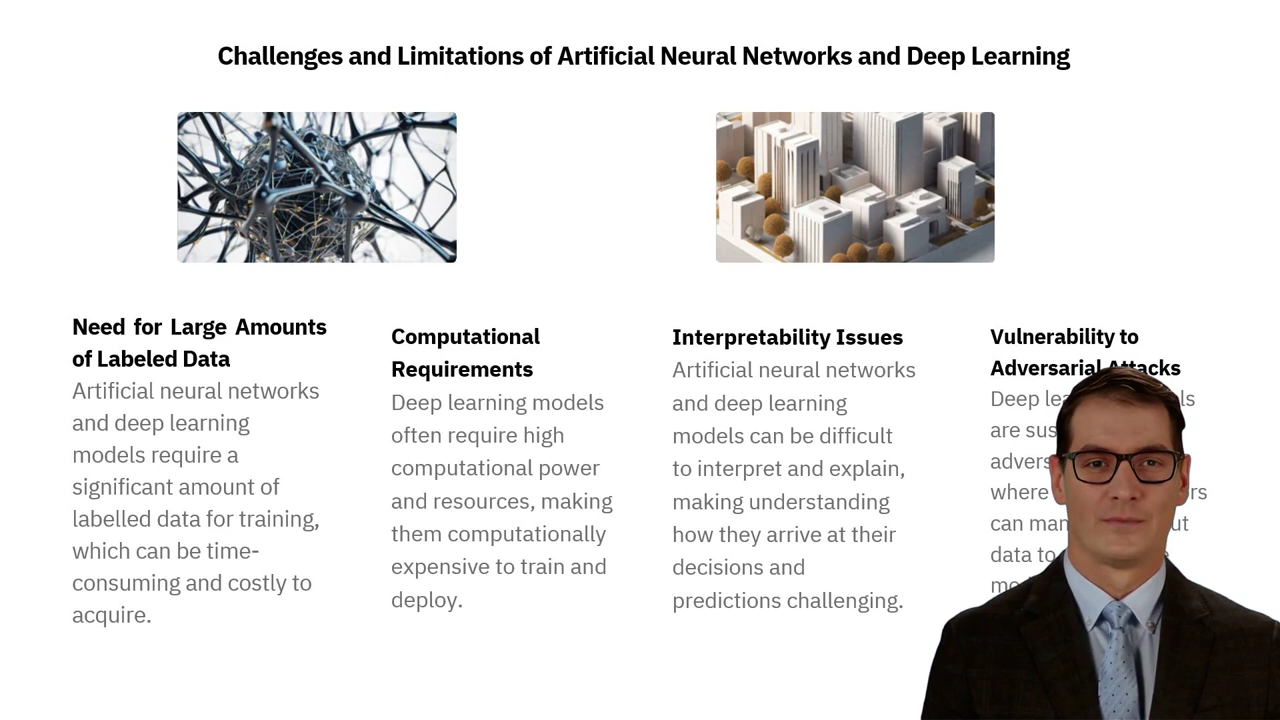 Challenges and Limitations of Artificial Neural Networks and Deep Learning
Need for Large Amounts
of Labeled Data
Artificial neural networks
and deep learning
models require a
significant amount of
labelled data for training,
which can be time-
consuming and costly to
acquire.
Computational
Requirements
Deep learning models
often require high
computational power
and resources, making
them computationally
expensive to train and
deploy.
Interpretability Issues
Artificial neural networks
and deep learning
models can be difficult
to interpret and explain,
making understanding
how they arrive at their
decisions and
predictions challenging.
Vulnerability to
Adversarial Attacks
Deep
are
where
can
data to